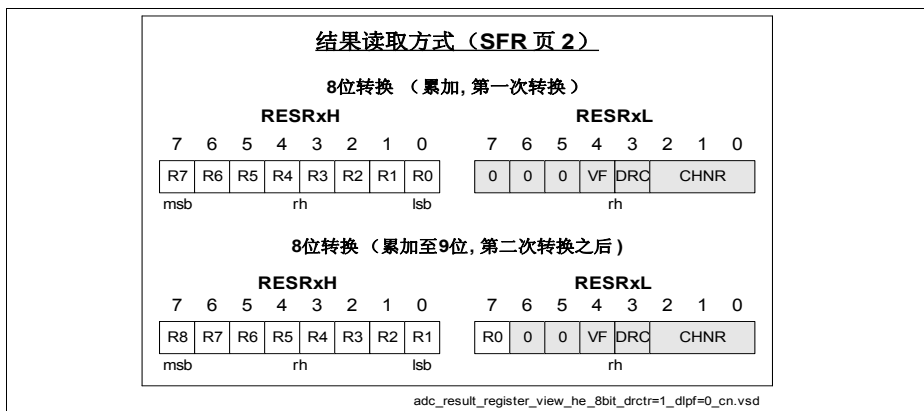 结果读取方式（SFR 页 2）
8位转换 （累加, 第一次转换）
RESRxH RESRxL
7 6 5 4 3 2 1 0 7 6 5 4 3 2 1 0
R7 R6 R5 R4 R3 R2 R1 R0 0 0 0 VF DRC CHNR
msb rh lsb rh
8位转换 （累加至9位, 第二次转换之后）
RESRxH RESRxL
7 6 5 4 3 2 1 0 7 6 5 4 3 2 1 0
R8 R7 R6 R5 R4 R3 R2 R1 R0 0 0 VF DRC CHNR
msb rh lsb rh
adc_result_register_view_he_8bit_drctr=1_dlpf=0_cn.vsd